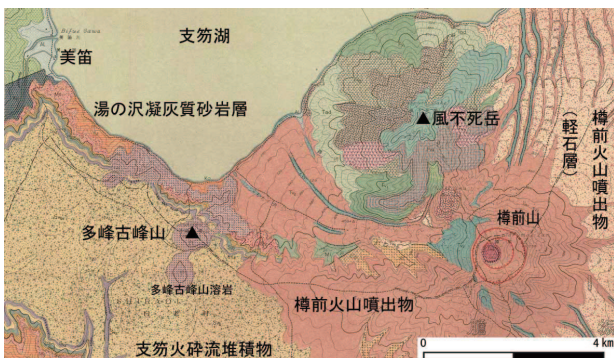 支笏湖
美笛
湯の沢凝灰質砂岩層
▲風不死岳
樽前火山噴出物
(軽石層)
樽前山
多峰古峰山
▲
多峰古峰山溶岩
樽前火山噴出物
支笏火砕流堆積物
0 4 km